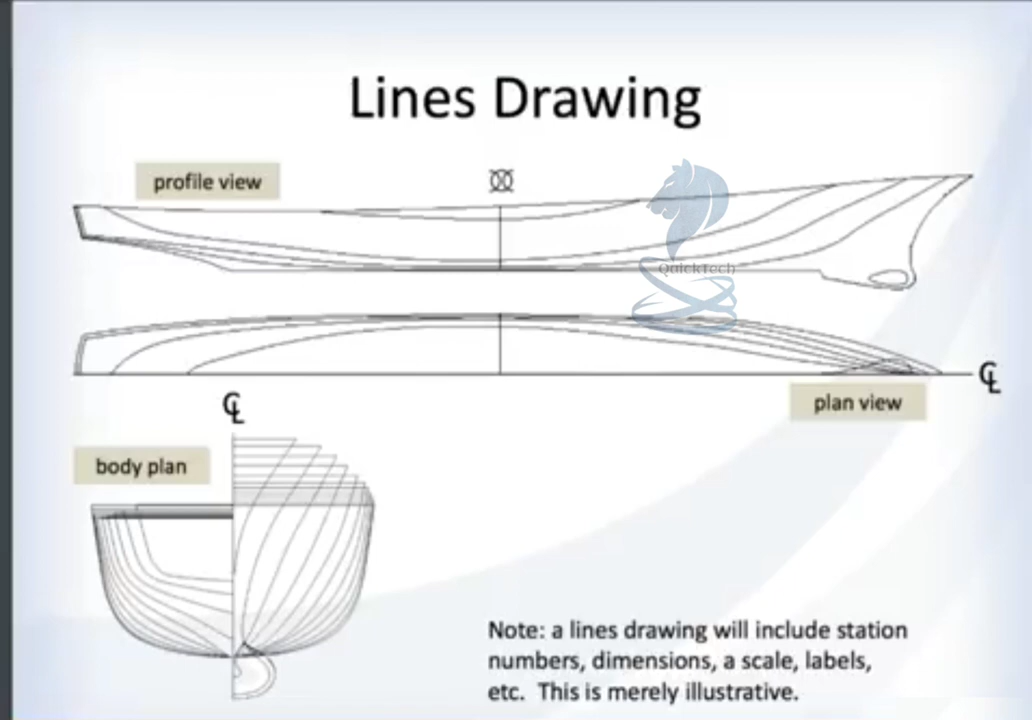 Lines Drawing
profile view
QuickTech
℄
plan view
℄
body plan
Note: a lines drawing will include station
numbers, dimensions, a scale, labels,
etc. This is merely illustrative.